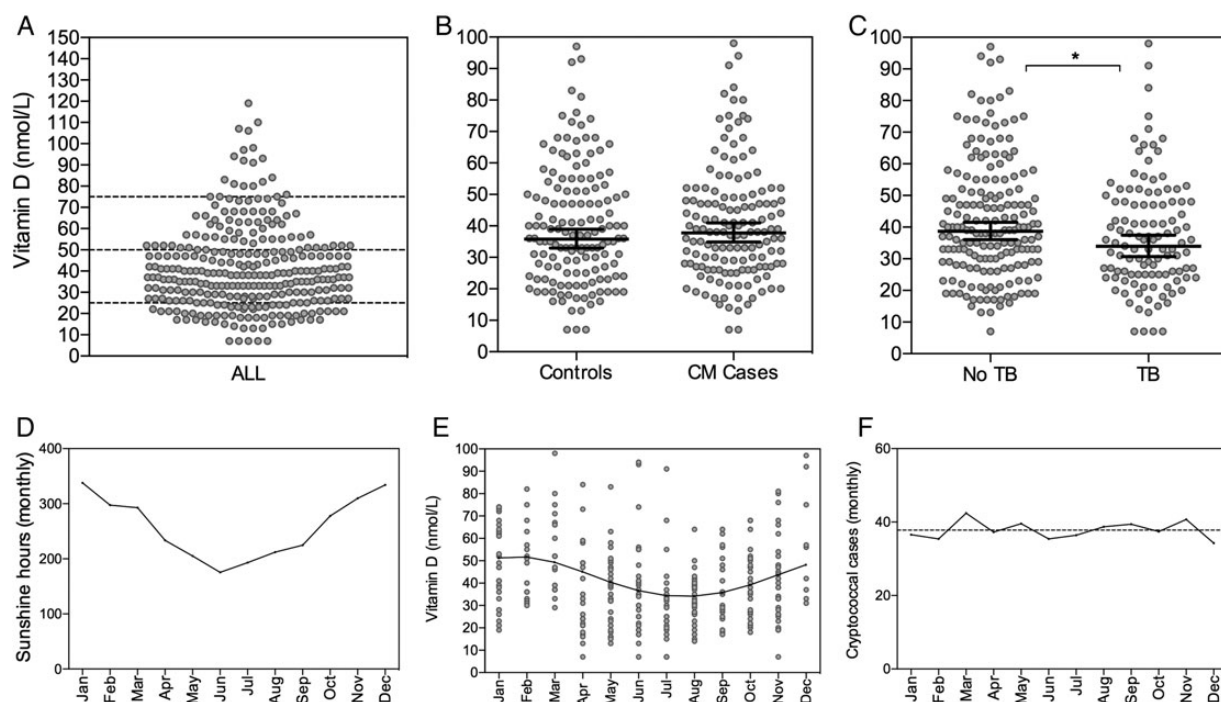 A
Vitamin D (nmol/L)
150
140
130
120
110
100
90
80
70
60
50
40
30
20
10
0
ALL
B
100
90
80
70
60
50
40
30
20
10
0
Controls CM Cases
C
100
90
80
70
60
50
40
30
20
10
0
*
No TB TB
D
Sunshine hours (monthly)
400
300
200
100
0
Jan
Feb
Mar
Apr
May
Jun
Jul
Aug
Sep
Oct
Nov
Dec
E
Vitamin D (nmol/L)
100
90
80
70
60
50
40
30
20
10
0
Jan
Feb
Mar
Apr
May
Jun
Jul
Aug
Sep
Oct
Nov
Dec
F
Cryptococcal cases (monthly)
60
40
20
0
Jan
Feb
Mar
Apr
May
Jun
Jul
Aug
Sep
Oct
Nov
Dec